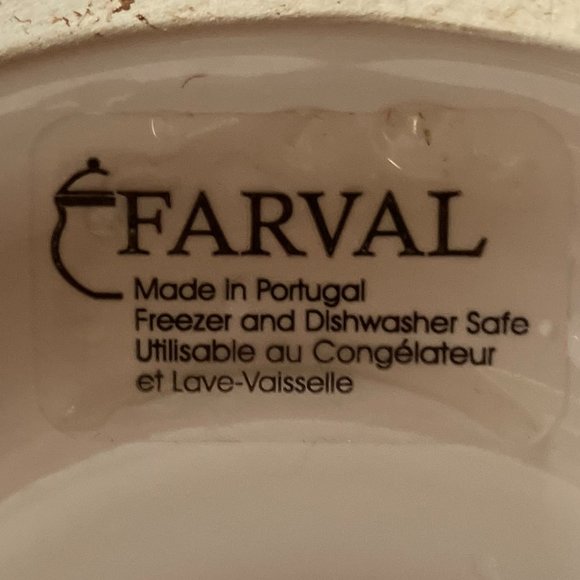 FARVAL
Made in Portugal
Freezer and Dishwasher Safe
Utilisable au Congélateur
et Lave-Vaisselle